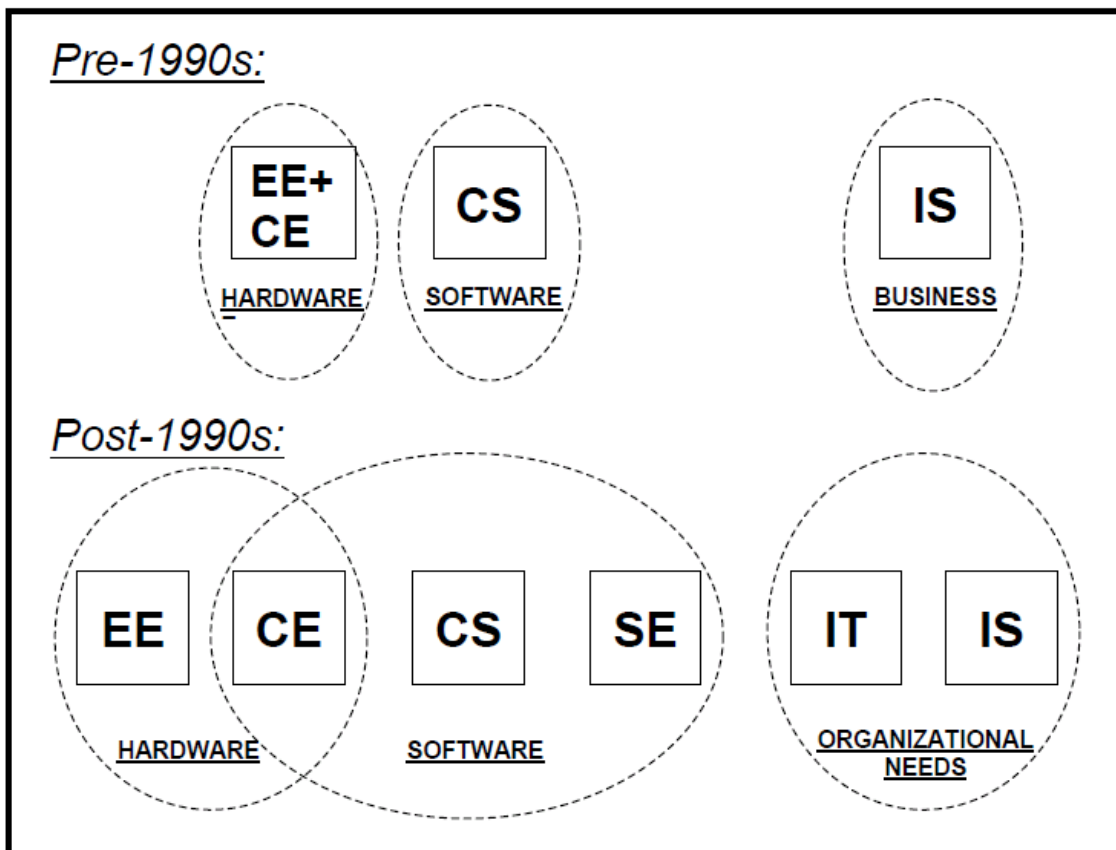 Pre-1990s:
EE+
CE
CS
IS
HARDWARE
SOFTWARE
BUSINESS
Post-1990s:
EE
CE
CS
SE
IT
IS
HARDWARE
SOFTWARE
ORGANIZATIONAL
NEEDS